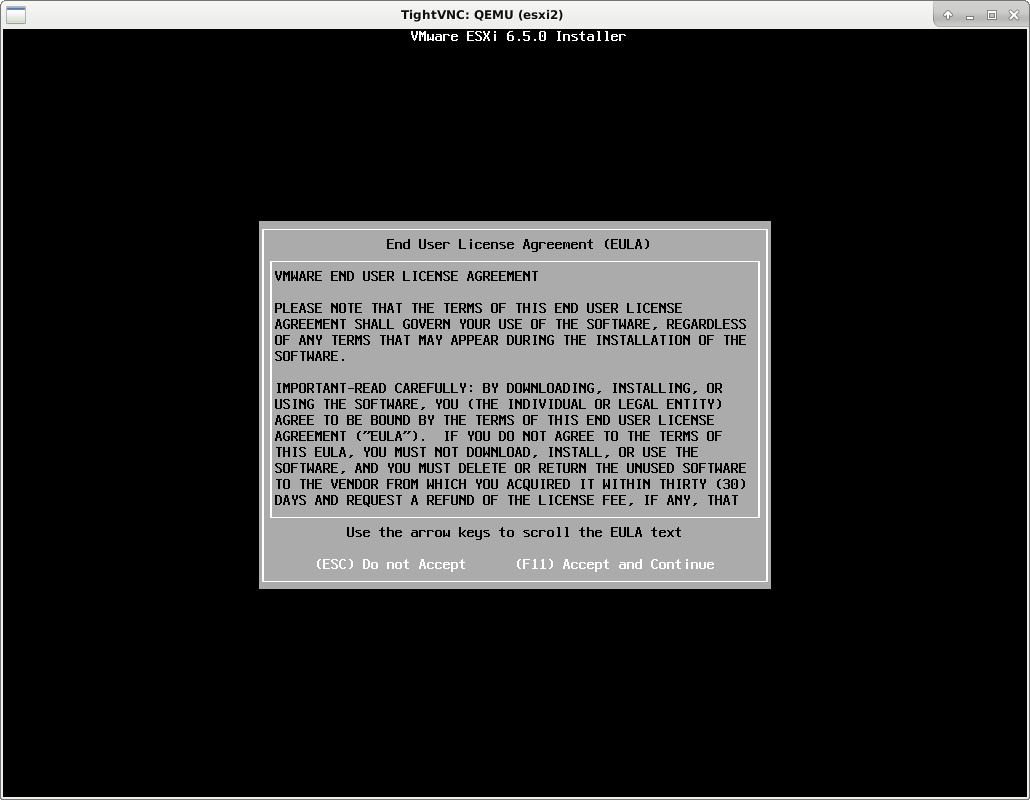 TightVNC: QEMU (esxi2)
VMware ESXi 6.5.0 Installer
End User License Agreement (EULA)
VMWARE END USER LICENSE AGREEMENT
PLEASE NOTE THAT THE TERMS OF THIS END USER LICENSE
AGREEMENT SHALL GOVERN YOUR USE OF THE SOFTWARE, REGARDLESS
OF ANY TERMS THAT MAY APPEAR DURING THE INSTALLATION OF THE
SOFTWARE.
IMPORTANT-READ CAREFULLY: BY DOWNLOADING, INSTALLING, OR
USING THE SOFTWARE, YOU (THE INDIVIDUAL OR LEGAL ENTITY)
AGREE TO BE BOUND BY THE TERMS OF THIS END USER LICENSE
AGREEMENT ("EULA").  IF YOU DO NOT AGREE TO THE TERMS OF
THIS EULA, YOU MUST NOT DOWNLOAD, INSTALL, OR USE THE
SOFTWARE, AND YOU MUST DELETE OR RETURN THE UNUSED SOFTWARE
TO THE VENDOR FROM WHICH YOU ACQUIRED IT WITHIN THIRTY (30)
DAYS AND REQUEST A REFUND OF THE LICENSE FEE, IF ANY, THAT
Use the arrow keys to scroll the EULA text
(ESC) Do not Accept      (F11) Accept and Continue